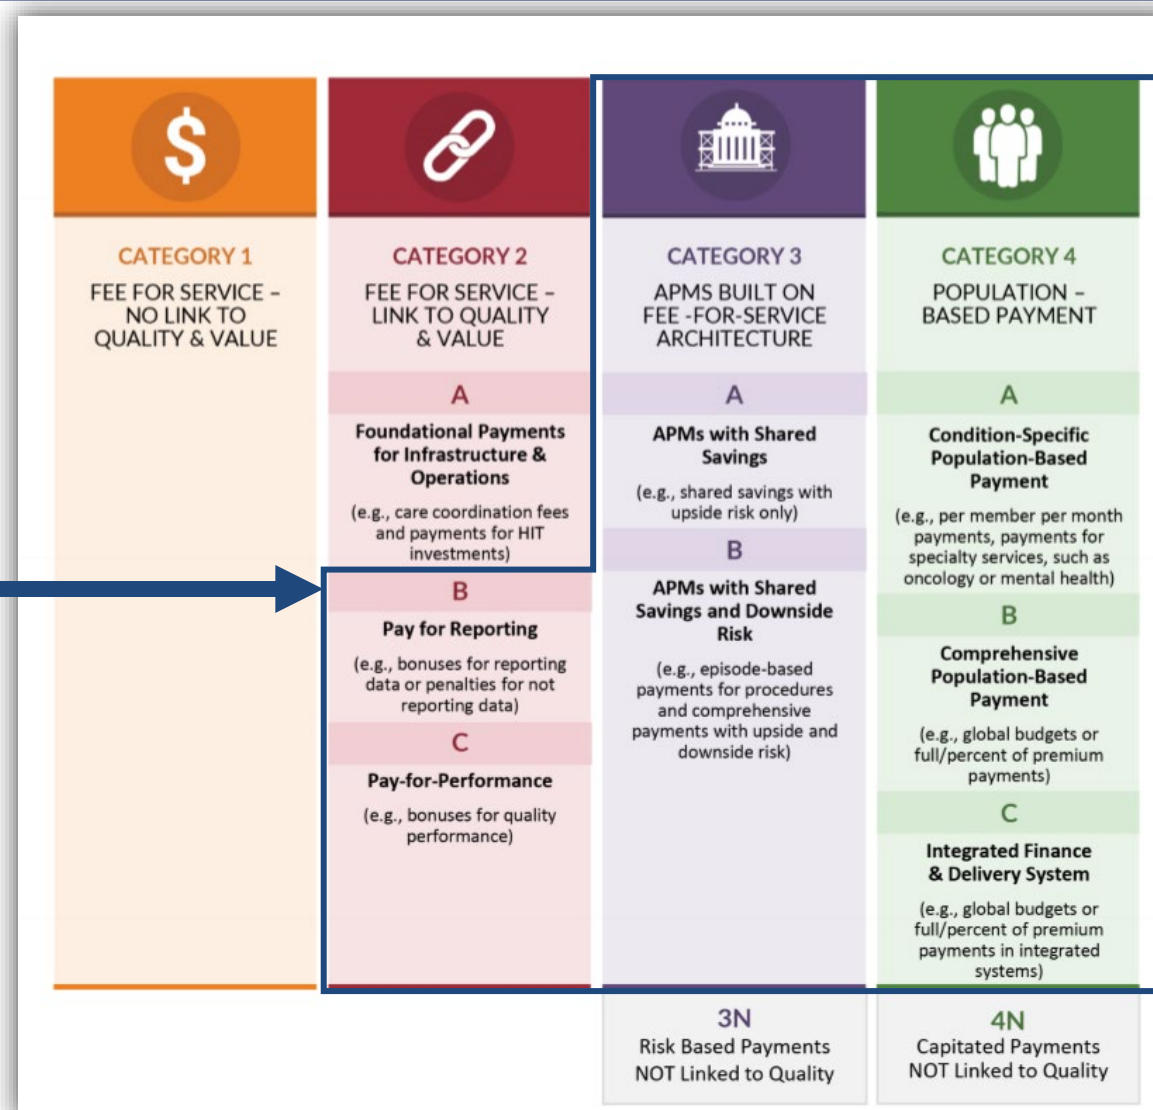 $
CATEGORY 1
FEE FOR SERVICE –
NO LINK TO
QUALITY & VALUE
CATEGORY 2
FEE FOR SERVICE –
LINK TO QUALITY
& VALUE
A
Foundational Payments
for Infrastructure &
Operations
(e.g., care coordination fees
and payments for HIT
investments)
B
Pay for Reporting
(e.g., bonuses for reporting
data or penalties for not
reporting data)
C
Pay-for-Performance
(e.g., bonuses for quality
performance)
CATEGORY 3
APMS BUILT ON
FEE -FOR-SERVICE
ARCHITECTURE
A
APMs with Shared
Savings
(e.g., shared savings with
upside risk only)
B
APMs with Shared
Savings and Downside
Risk
(e.g., episode-based
payments for procedures
and comprehensive
payments with upside and
downside risk)
3N
Risk Based Payments
NOT Linked to Quality
CATEGORY 4
POPULATION –
BASED PAYMENT
A
Condition-Specific
Population-Based
Payment
(e.g., per member per month
payments, payments for
specialty services, such as
oncology or mental health)
B
Comprehensive
Population-Based
Payment
(e.g., global budgets or
full/percent of premium
payments)
C
Integrated Finance
& Delivery System
(e.g., global budgets or
full/percent of premium
payments in integrated
systems)
4N
Capitated Payments
NOT Linked to Quality